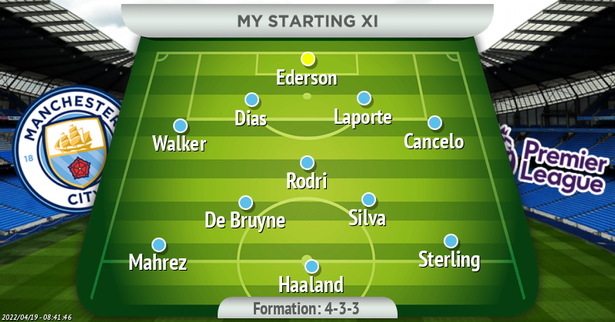 MY STARTING XI
Ederson
Dias
Laporte
Walker
Cancelo
MANCHESTER
18
CITY
Rodri
Premier
League
De Bruyne
Silva
Mahrez
Sterling
Haaland
Formation: 4-3-3
2022/04/19 - 08:41:46